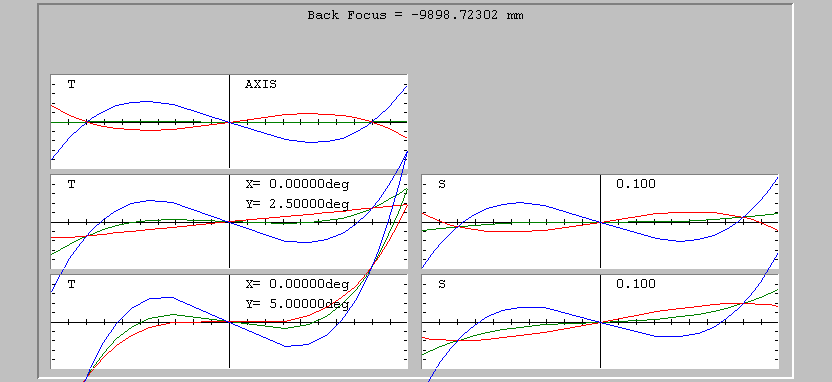 Back Focus = -9898.72302 mm
T AXIS
T X= 0.00000deg S 0.100
Y= 2.50000deg
T X= 0.00000deg S 0.100
Y= 5.00000deg